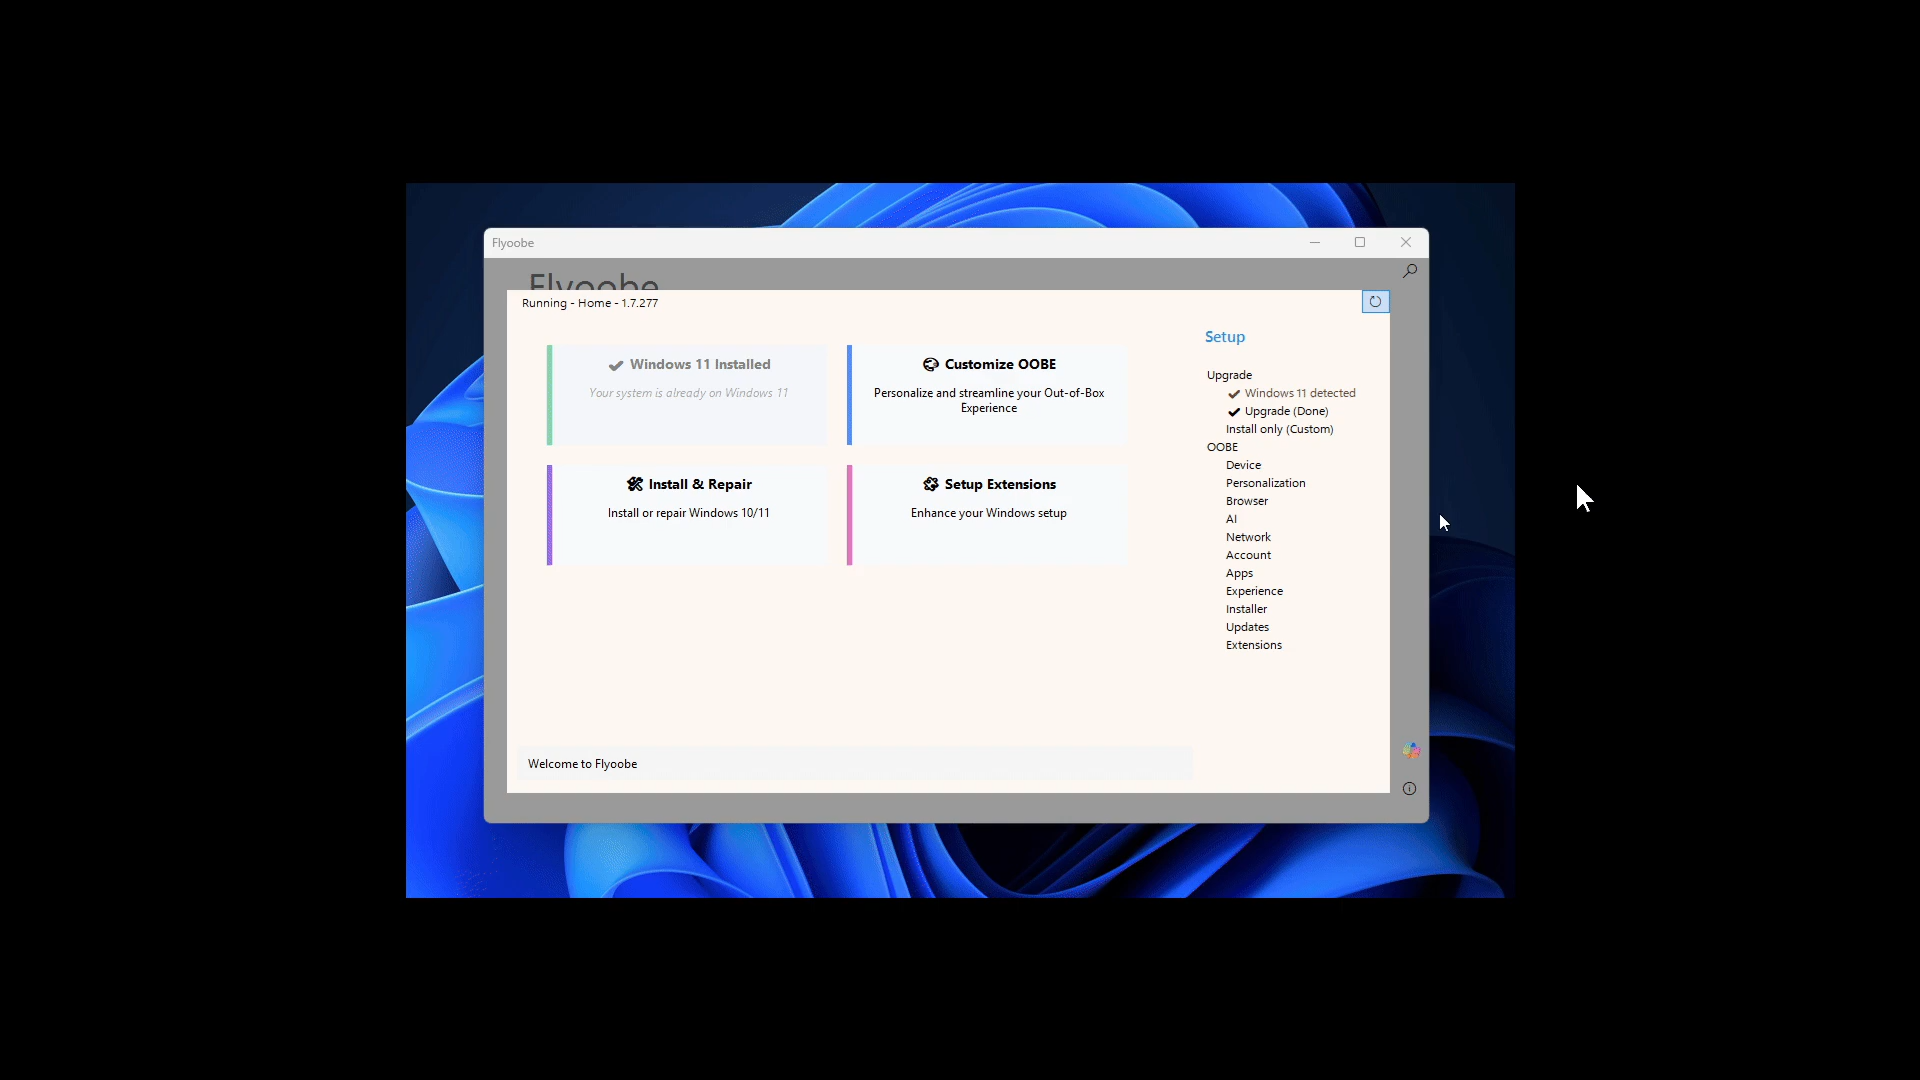 Flyoobe
Flyoobe
Running - Home - 1.7.277
Setup
Windows 11 Installed
Your system is already on Windows 11
Customize OOBE
Personalize and streamline your Out-of-Box
Experience
Install & Repair
Install or repair Windows 10/11
Setup Extensions
Enhance your Windows setup
Upgrade
Windows 11 detected
Upgrade (Done)
Install only (Custom)
OOBE
Device
Personalization
Browser
AI
Network
Account
Apps
Experience
Installer
Updates
Extensions
Welcome to Flyoobe